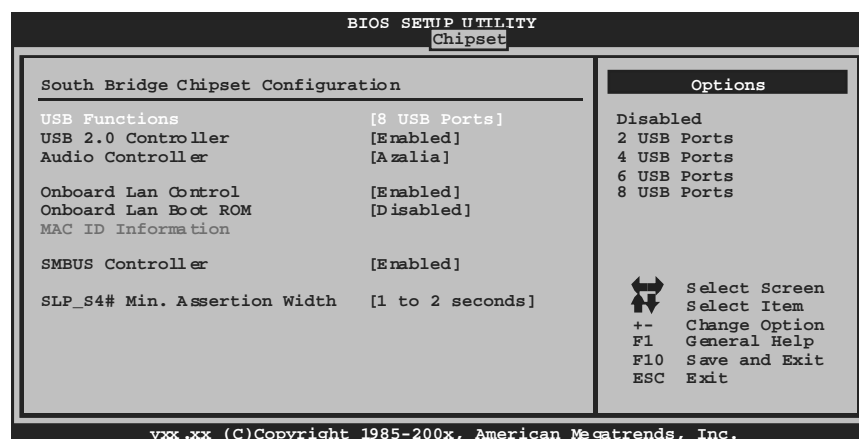 BIOS SETUP UTILITY
Chipset
South Bridge Chipset Configuration
USB Functions [8 USB Ports]
USB 2.0 Controller [Enabled]
Audio Controller [Azalia]
Onboard Lan Control [Enabled]
Onboard Lan Boot ROM [Disabled]
MAC ID Information
SMBUS Controller [Enabled]
SLP_S4# Min. Assertion Width [1 to 2 seconds]
Options
Disabled
2 USB Ports
4 USB Ports
6 USB Ports
8 USB Ports
Select Screen
Select Item
+- Change Option
F1 General Help
F10 Save and Exit
ESC Exit
vxx.xx (C)Copyright 1985-200x, American Megatrends, Inc.